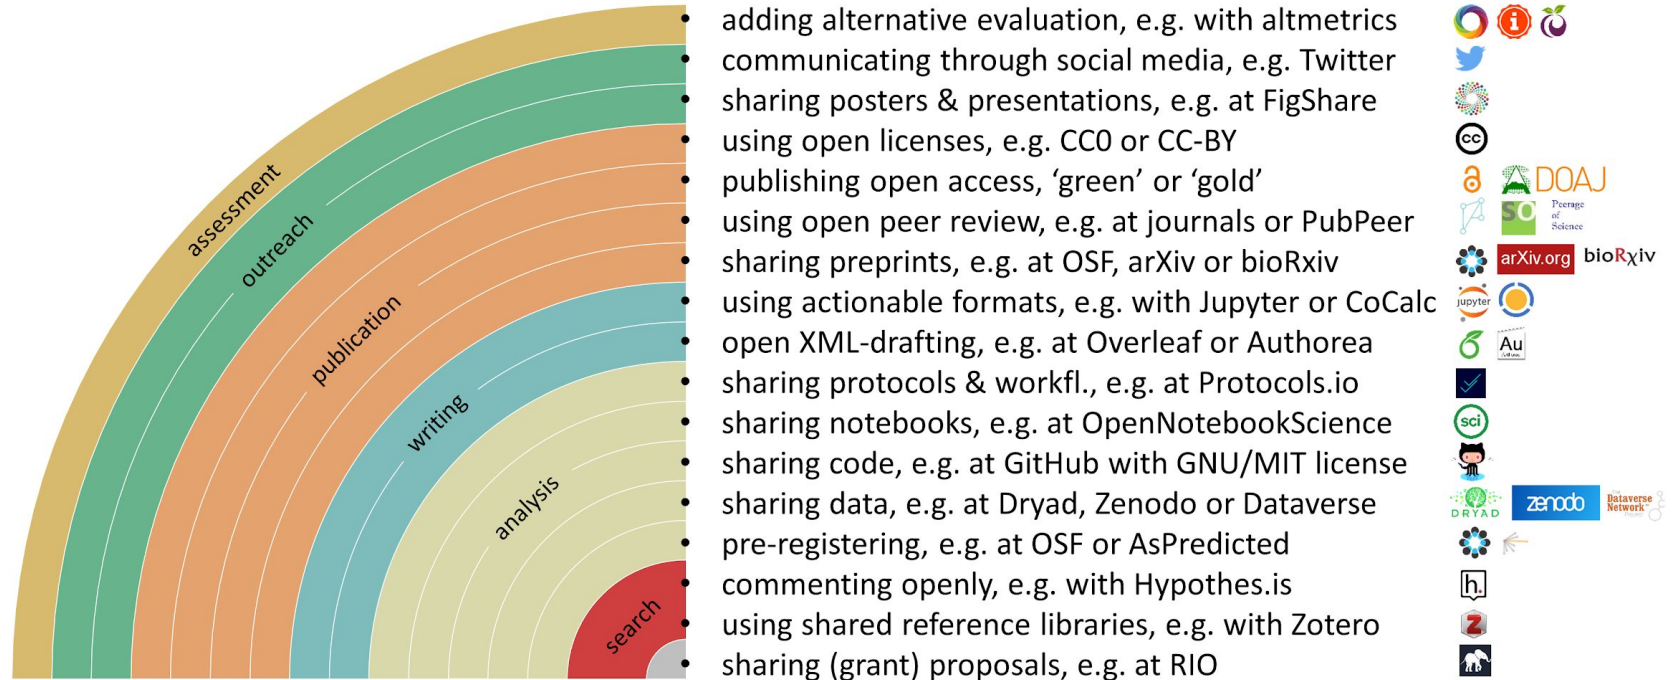 adding alternative evaluation, e.g. with altmetrics
communicating through social media, e.g. Twitter
sharing posters & presentations, e.g. at FigShare
using open licenses, e.g. CC0 or CC-BY
cc
publishing open access, ‘green’ or ‘gold’
DOAJ
using open peer review, e.g. at journals or PubPeer
SO
Peerage
of
Science
sharing preprints, e.g. at OSF, arXiv or bioRxiv
arXiv.org
bioRχiv
using actionable formats, e.g. with Jupyter or CoCalc
jupyter
open XML-drafting, e.g. at Overleaf or Authorea
Au
sharing protocols & workfl., e.g. at Protocols.io
sharing notebooks, e.g. at OpenNotebookScience
sci
sharing code, e.g. at GitHub with GNU/MIT license
sharing data, e.g. at Dryad, Zenodo or Dataverse
DRYAD
zenodo
Dataverse
Network
pre-registering, e.g. at OSF or AsPredicted
commenting openly, e.g. with Hypothes.is
h.
using shared reference libraries, e.g. with Zotero
Z
sharing (grant) proposals, e.g. at RIO
assessment
outreach
publication
writing
analysis
search